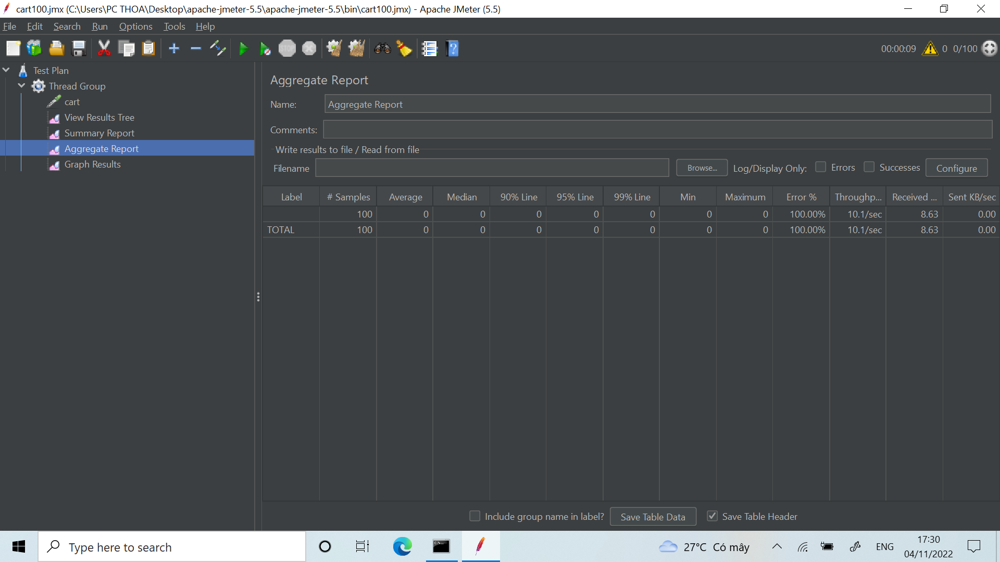 cart100.jmx (C:\Users\PC THOA\Desktop\apache-jmeter-5.5\apache-jmeter-5.5\bin\cart100.jmx) - Apache JMeter (5.5)
File Edit Search Run Options Tools Help
STOP 00:00:09 0 0/100
Test Plan
Thread Group
cart
View Results Tree
Summary Report
Aggregate Report
Graph Results
Aggregate Report
Name: Aggregate Report
Comments:
Write results to file / Read from file
Filename Browse... Log/Display Only: Errors Successes Configure
Label # Samples Average Median 90% Line 95% Line 99% Line Min Maximum Error % Throughp... Received ... Sent KB/sec
100 0 0 0 0 0 0 0 100.00% 10.1/sec 8.63 0.00
TOTAL 100 0 0 0 0 0 0 0 100.00% 10.1/sec 8.63 0.00
Include group name in label? Save Table Data Save Table Header
Type here to search 27°C Có mây ENG 17:30
04/11/2022